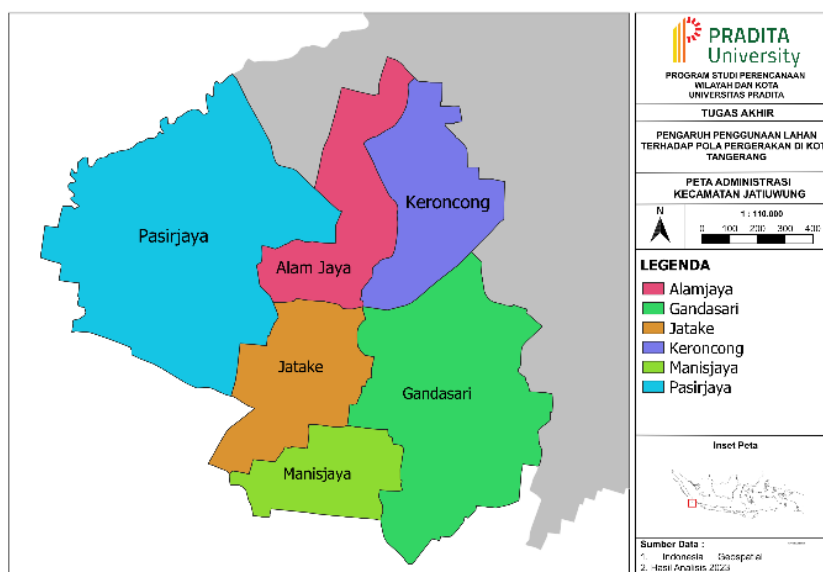 Pasirjaya
Alam Jaya
Keroncong
Jatake
Gandasari
Manisjaya
PRADITA
University
PROGRAM STUDI PERENCANAAN
WILAYAH DAN KOTA
UNIVERSITAS PRADITA
TUGAS AKHIR
PENGARUH PENGGUNAAN LAHAN
TERHADAP POLA PERGERAKAN DI KOTA
TANGERANG
PETA ADMINISTRASI
KECAMATAN JATIUWUNG
N
1 : 110.000
0 100 200 300 400
LEGENDA
Alamjaya
Gandasari
Jatake
Keroncong
Manisjaya
Pasirjaya
Inset Peta
Sumber Data :
1. Indonesia Geospatial
2. Hasil Analisis 2023